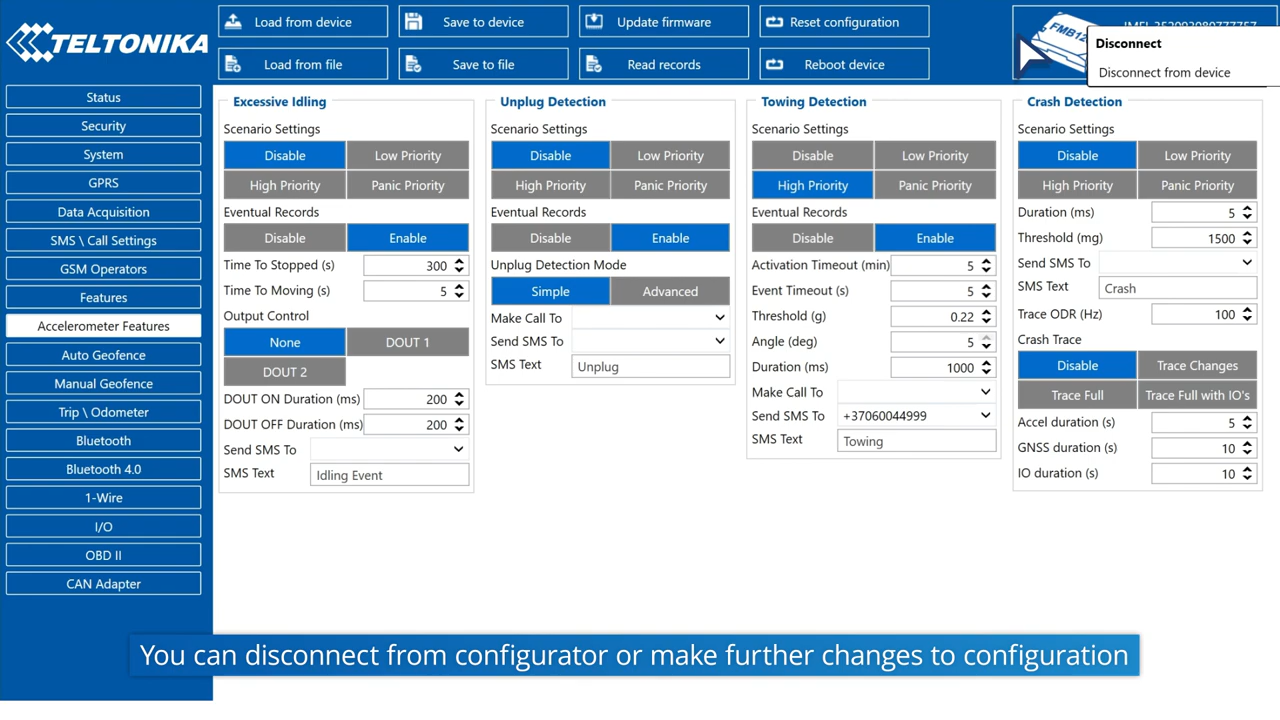 TELTONIKA
Load from device
Save to device
Update firmware
Reset configuration
Load from file
Save to file
Read records
Reboot device
FMB12
Disconnect
Disconnect from device
Status
Security
System
GPRS
Data Acquisition
SMS \ Call Settings
GSM Operators
Features
Accelerometer Features
Auto Geofence
Manual Geofence
Trip \ Odometer
Bluetooth
Bluetooth 4.0
1-Wire
I/O
OBD II
CAN Adapter
Excessive Idling
Scenario Settings
Disable Low Priority
High Priority Panic Priority
Eventual Records
Disable Enable
Time To Stopped (s) 300
Time To Moving (s) 5
Output Control
None DOUT 1
DOUT 2
DOUT ON Duration (ms) 200
DOUT OFF Duration (ms) 200
Send SMS To
SMS Text Idling Event
Unplug Detection
Scenario Settings
Disable Low Priority
High Priority Panic Priority
Eventual Records
Disable Enable
Unplug Detection Mode
Simple Advanced
Make Call To
Send SMS To
SMS Text Unplug
Towing Detection
Scenario Settings
Disable Low Priority
High Priority Panic Priority
Eventual Records
Disable Enable
Activation Timeout (min) 5
Event Timeout (s) 5
Threshold (g) 0.22
Angle (deg) 5
Duration (ms) 1000
Make Call To
Send SMS To +37060044999
SMS Text Towing
Crash Detection
Scenario Settings
Disable Low Priority
High Priority Panic Priority
Duration (ms) 5
Threshold (mg) 1500
Send SMS To
SMS Text Crash
Trace ODR (Hz) 100
Crash Trace
Disable Trace Changes
Trace Full Trace Full with IO's
Accel duration (s) 5
GNSS duration (s) 10
IO duration (s) 10
You can disconnect from configurator or make further changes to configuration